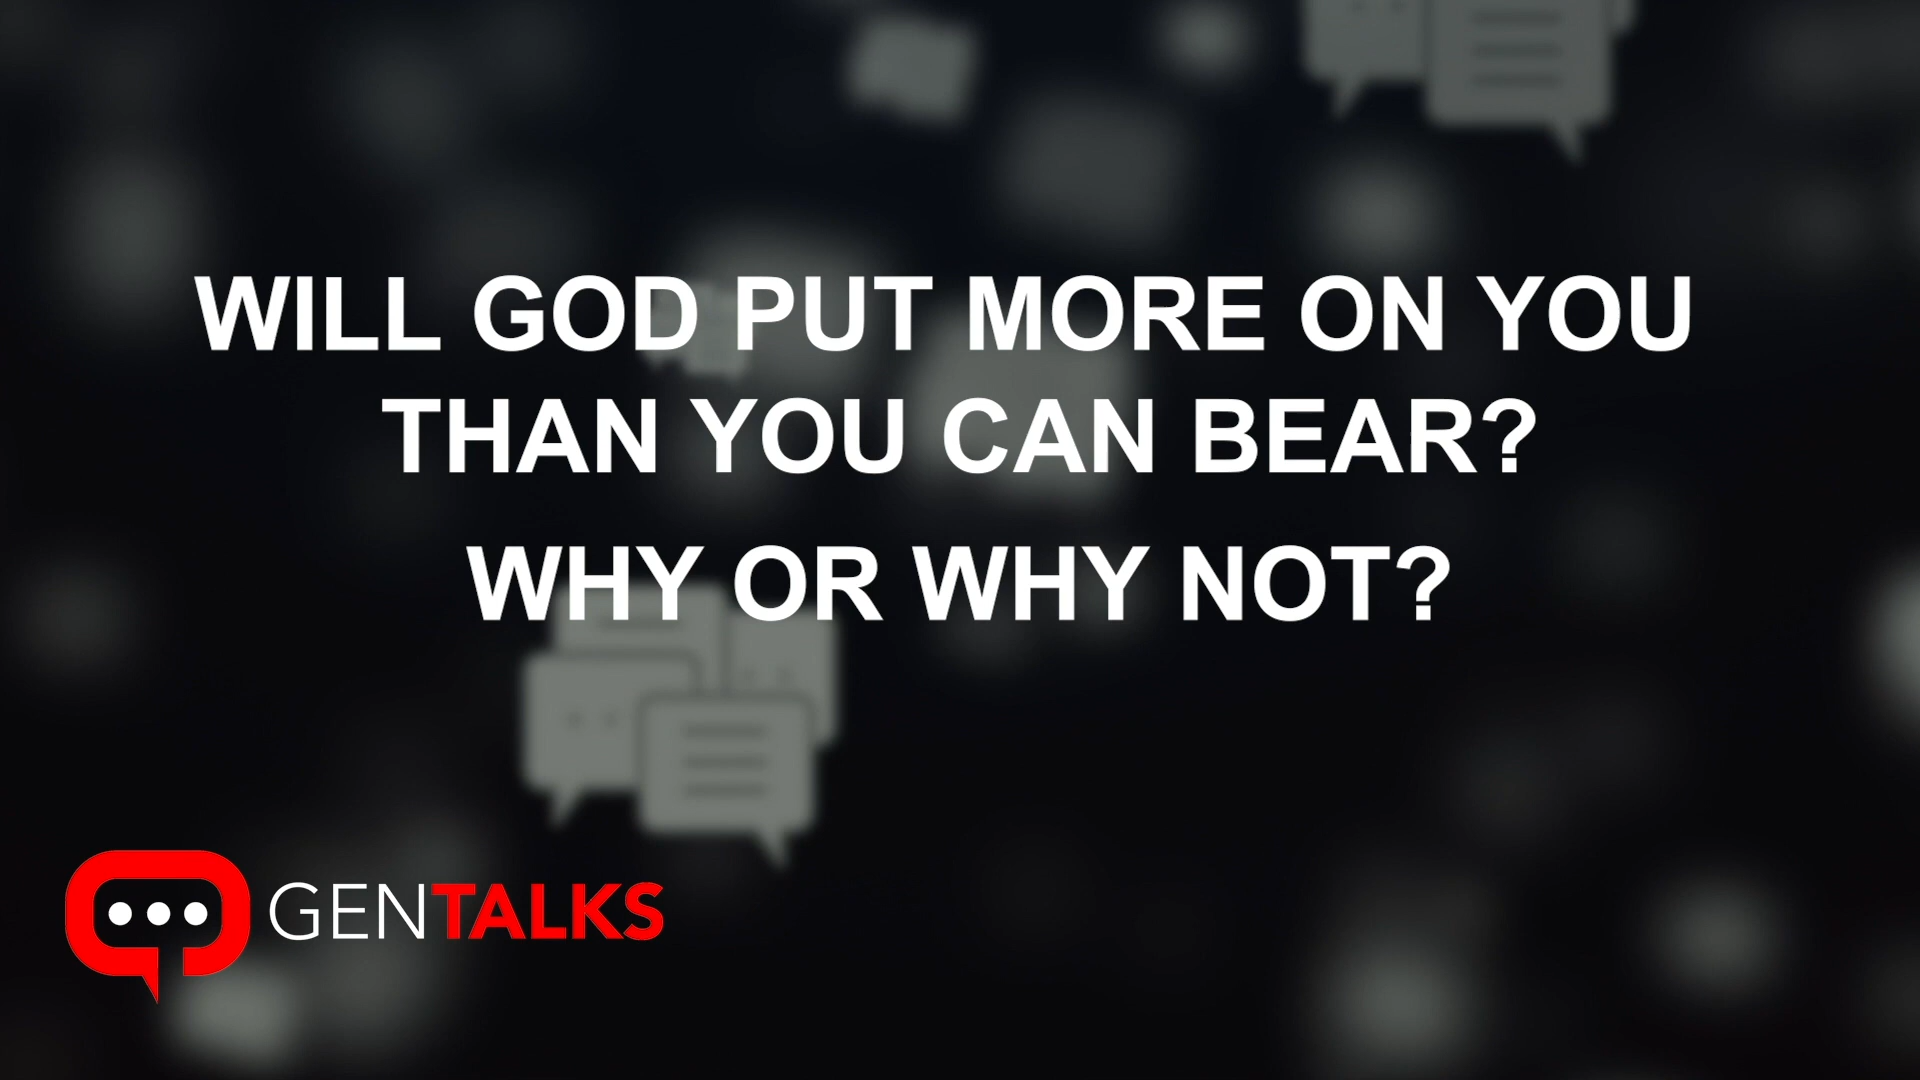 WILL GOD PUT MORE ON YOU
THAN YOU CAN BEAR?
WHY OR WHY NOT?
GENTALKS